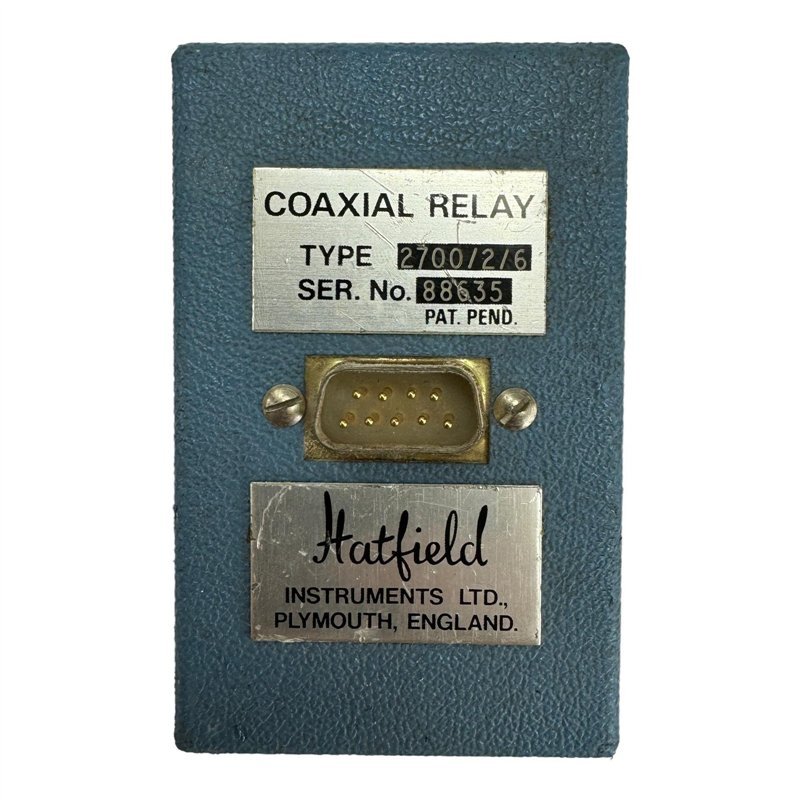 COAXIAL RELAY
TYPE 2700/2/6
SER. No. 88635
PAT. PEND.
Hatfield
INSTRUMENTS LTD.,
PLYMOUTH, ENGLAND.